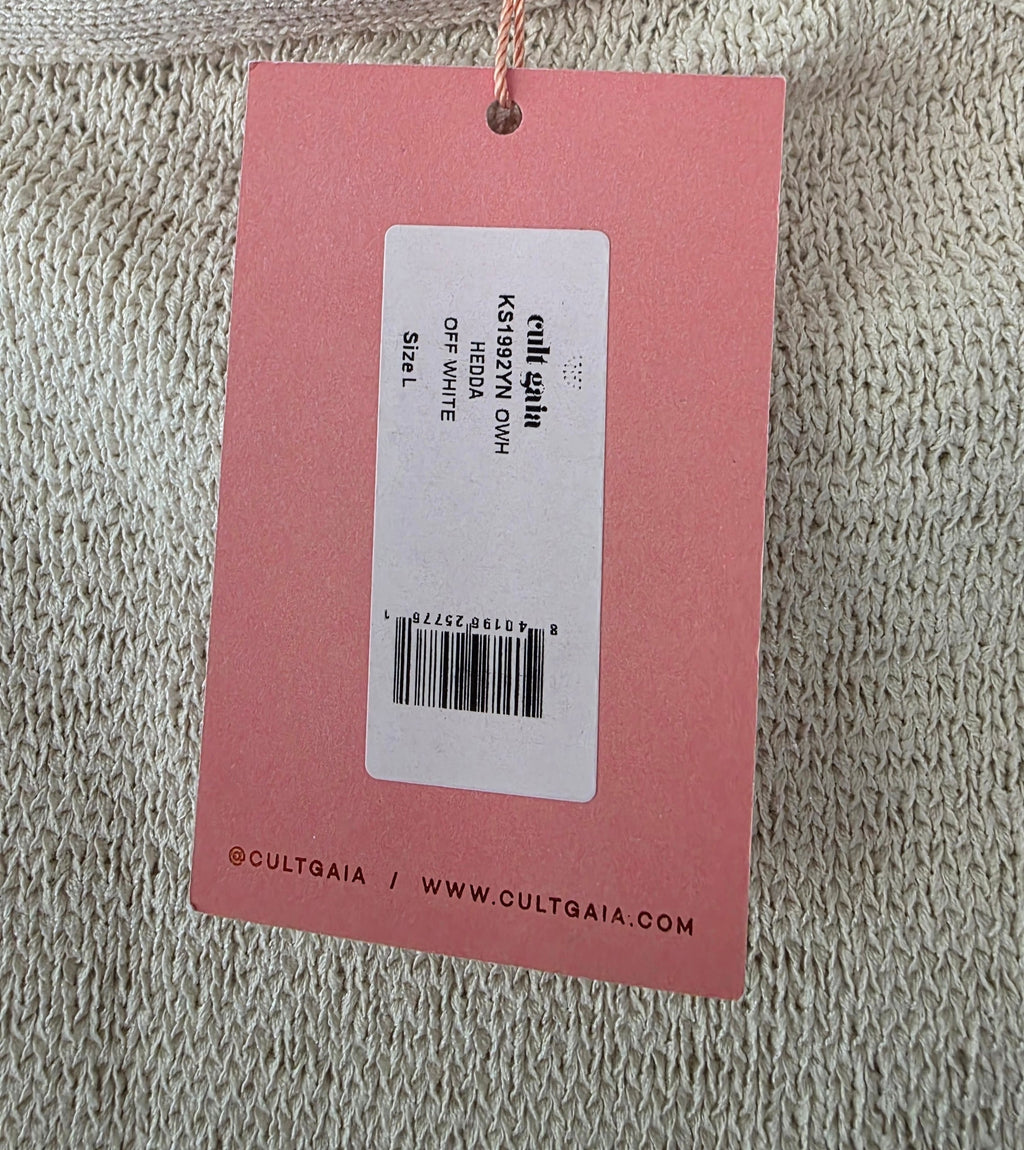 cult gaia
KS1992YN OWH
HEDDA
OFF WHITE
Size L
8 40196 25776 1
@CULTGAIA / WWW.CULTGAIA.COM